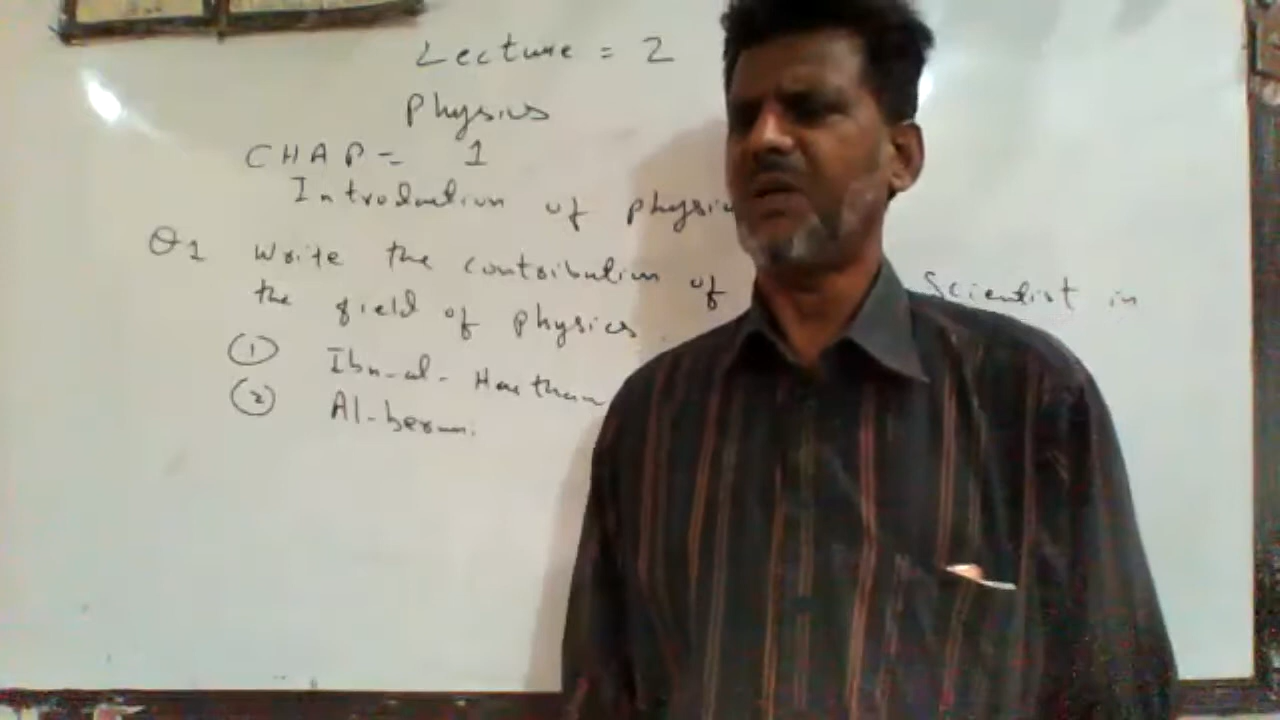 Lecture = 2
Physics
CHAP = 1
Introduction of physics
Q1 Write the contribution of Scientist in
the field of physics.
① Ibn-al-Haitham
② Al-beruni.